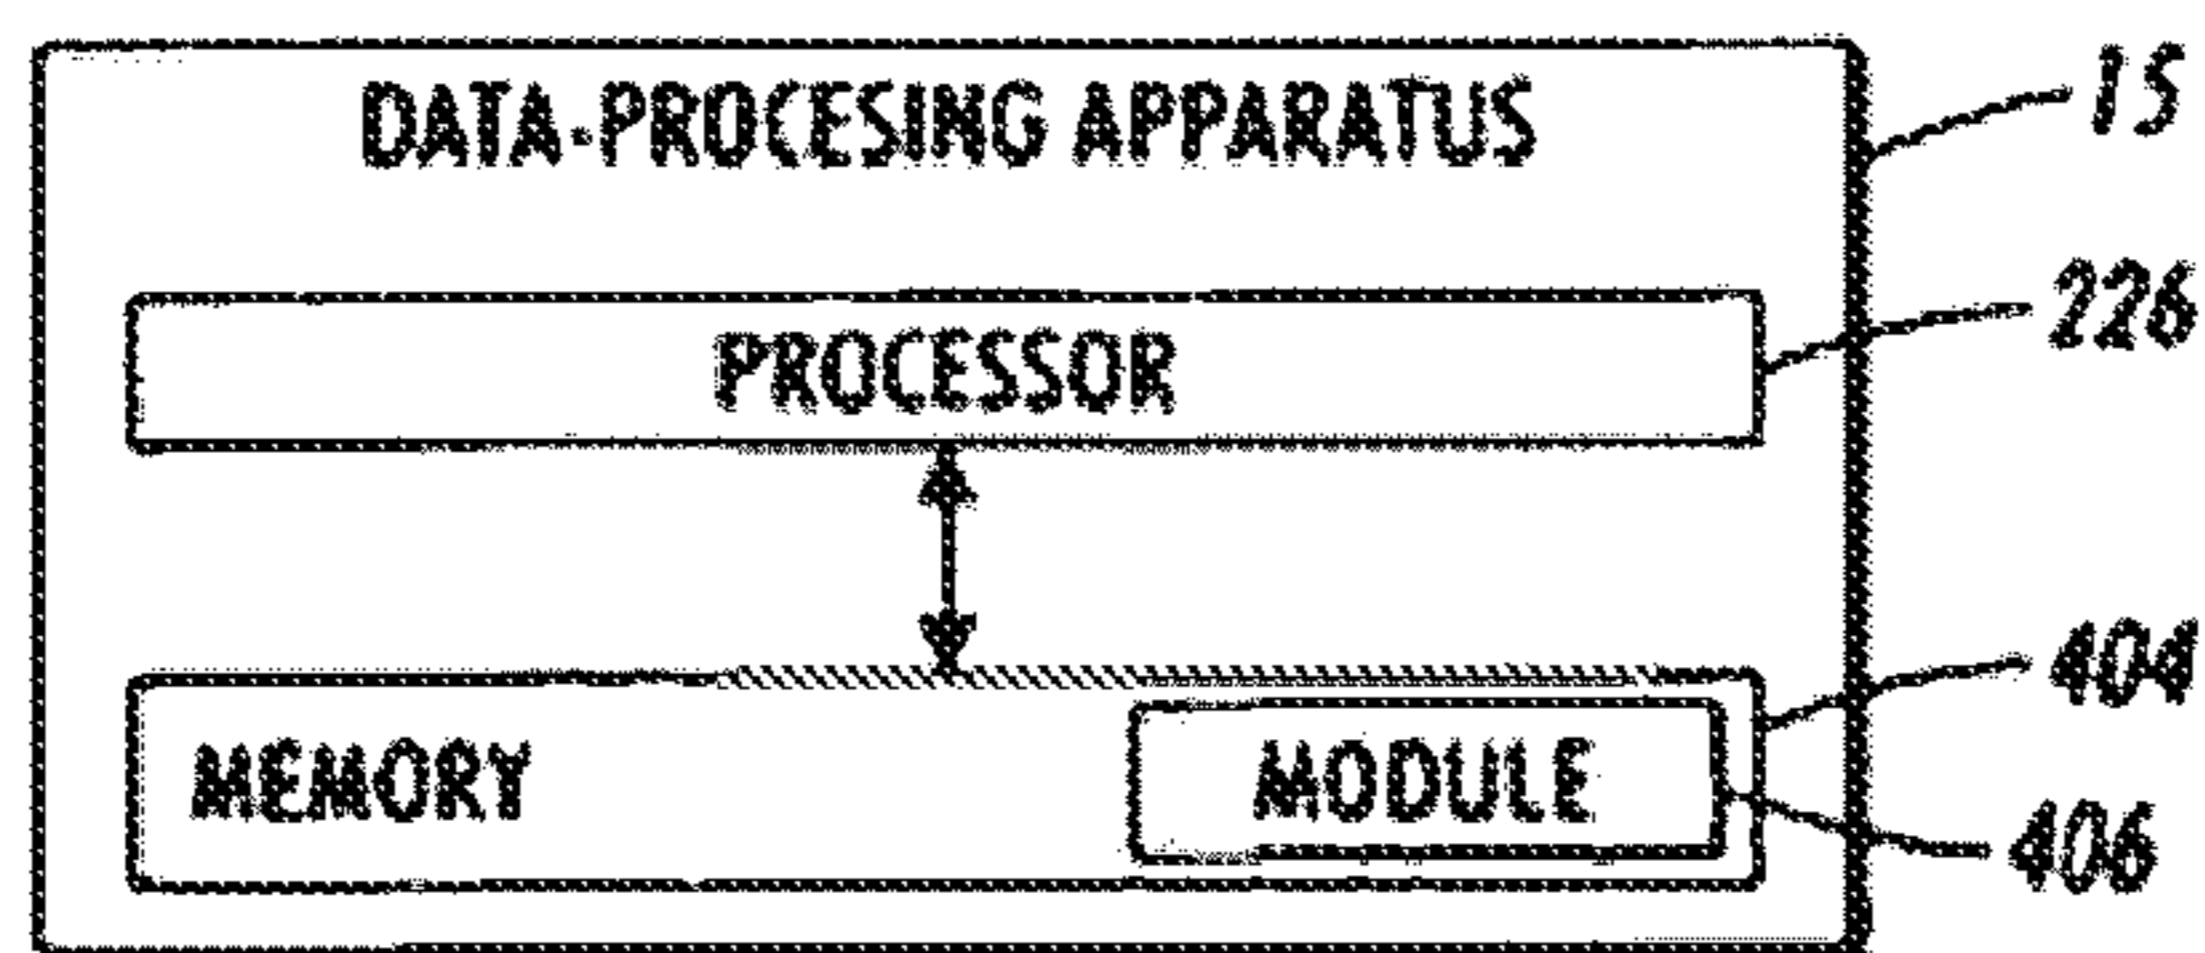 DATA-PROCESING APPARATUS
15
PROCESSOR
226
404
MEMORY
MODULE
406